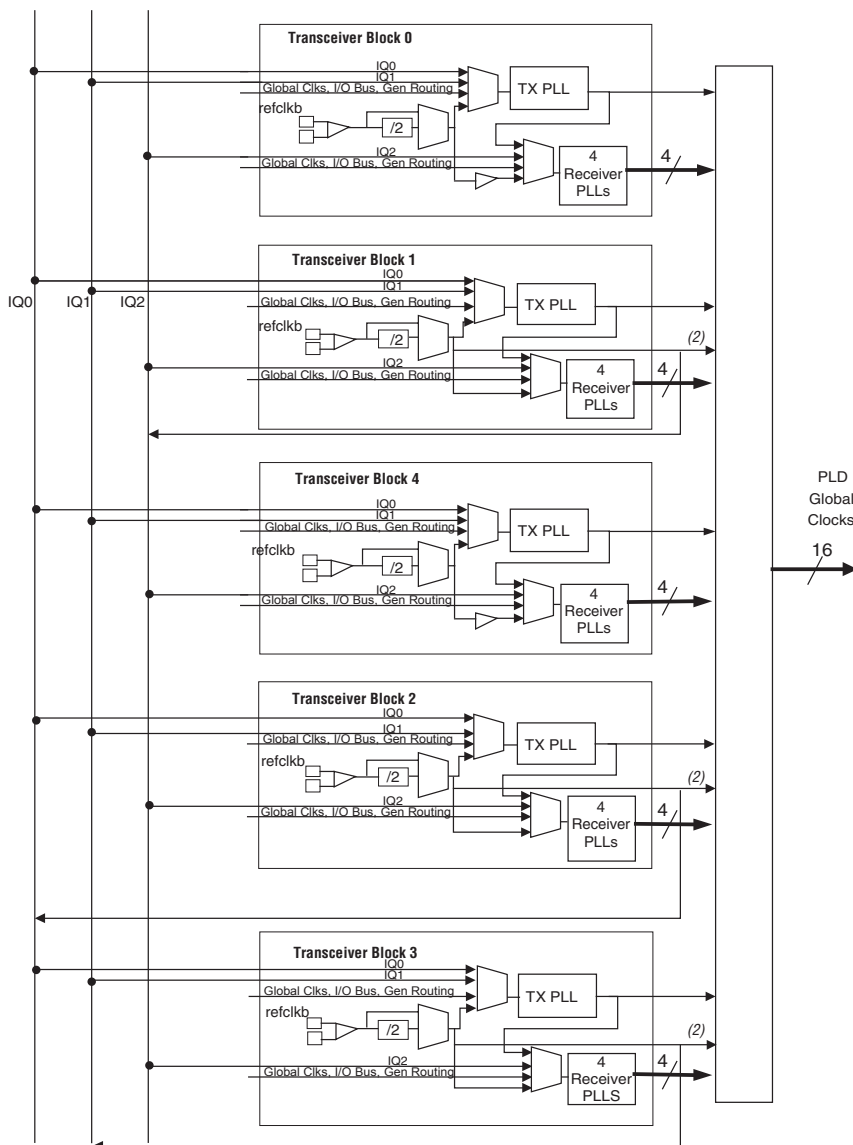 Transceiver Block 0
IQ0
IQ1
Global Clks, I/O Bus, Gen Routing
TX PLL
refclkb
/2
IQ2
Global Clks, I/O Bus, Gen Routing
4
Receiver
PLLs
4
Transceiver Block 1
IQ0
IQ1
IQ0
IQ1
IQ2
Global Clks, I/O Bus, Gen Routing
TX PLL
refclkb
/2
(2)
IQ2
Global Clks, I/O Bus, Gen Routing
4
Receiver
PLLs
4
Transceiver Block 4
PLD
Global
Clocks
16
IQ0
IQ1
Global Clks, I/O Bus, Gen Routing
TX PLL
refclkb
/2
IQ2
Global Clks, I/O Bus, Gen Routing
4
Receiver
PLLs
4
Transceiver Block 2
IQ0
IQ1
Global Clks, I/O Bus, Gen Routing
TX PLL
refclkb
/2
(2)
IQ2
Global Clks, I/O Bus, Gen Routing
4
Receiver
PLLs
4
Transceiver Block 3
IQ0
IQ1
Global Clks, I/O Bus, Gen Routing
TX PLL
refclkb
/2
(2)
IQ2
Global Clks, I/O Bus, Gen Routing
4
Receiver
PLLS
4